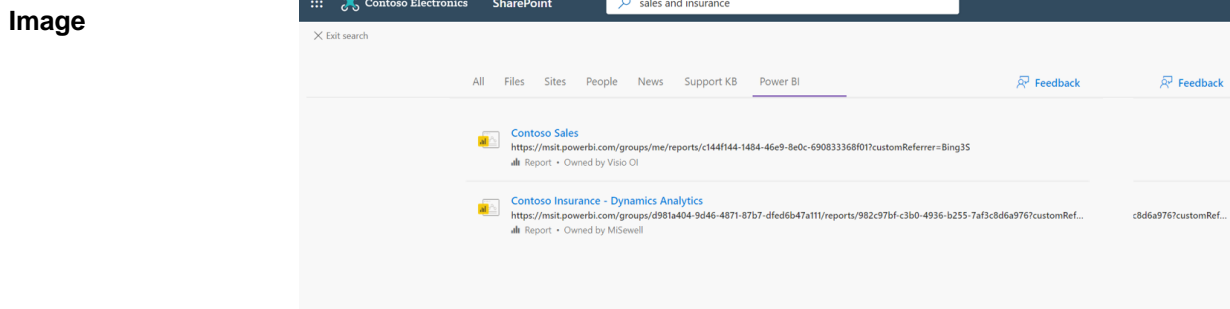 Image
Contoso Electronics SharePoint sales and insurance
Exit search
All Files Sites People News Support KB Power BI Feedback Feedback
Contoso Sales
https://msit.powerbi.com/groups/me/reports/c144f144-1484-46e9-8e0c-690833368f01?customReferrer=Bing3S
Report • Owned by Visio OI
Contoso Insurance - Dynamics Analytics
https://msit.powerbi.com/groups/d981a404-9d46-4871-87b7-dfed6b47a111/reports/982c97bf-c3b0-4936-b255-7af3c8d6a976?customRef... c8d6a976?customRef...
Report • Owned by MiSewell